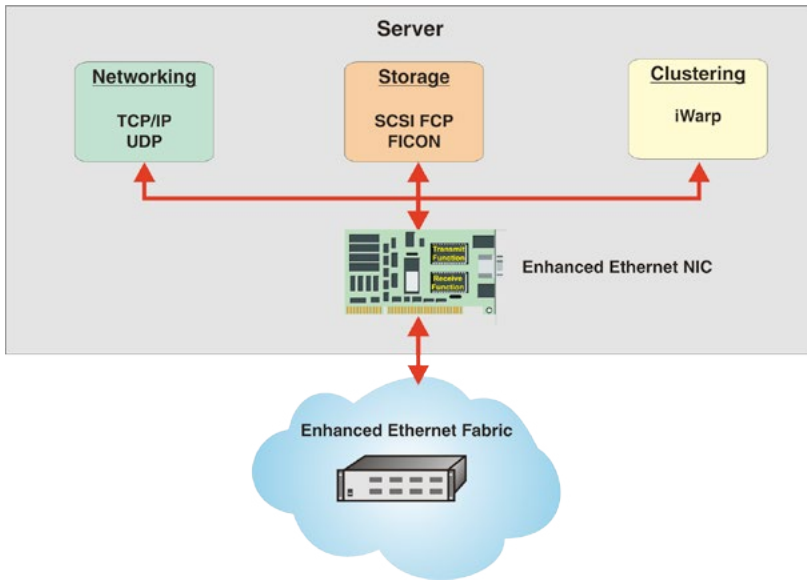 Server
Networking
TCP/IP
UDP
Storage
SCSI FCP
FICON
Clustering
iWarp
Transmit
Function
Receive
Function
Enhanced Ethernet NIC
Enhanced Ethernet Fabric